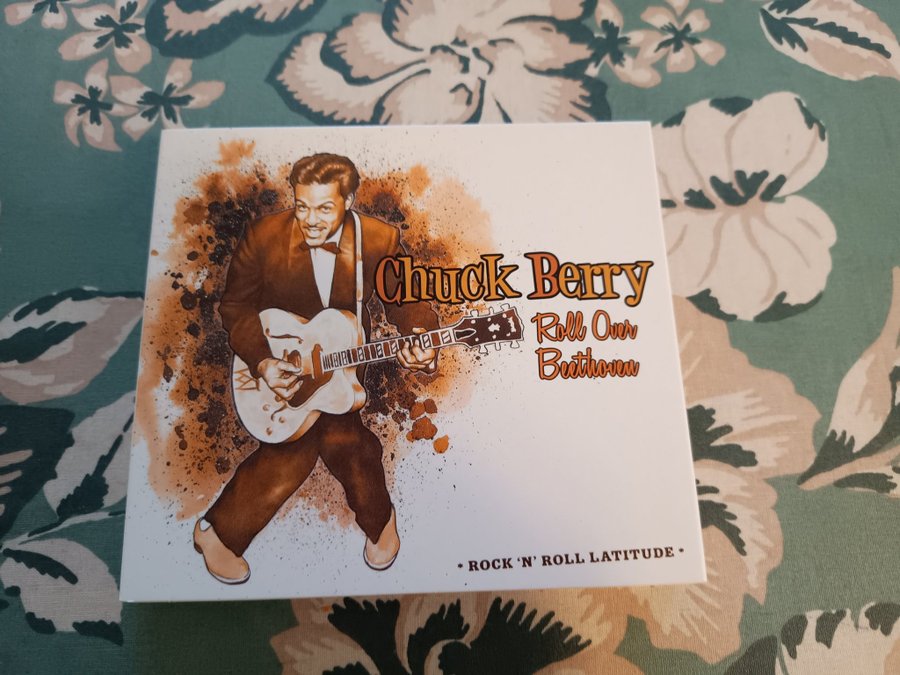 Chuck Berry
Roll Over
Beethoven
* ROCK 'N' ROLL LATITUDE *